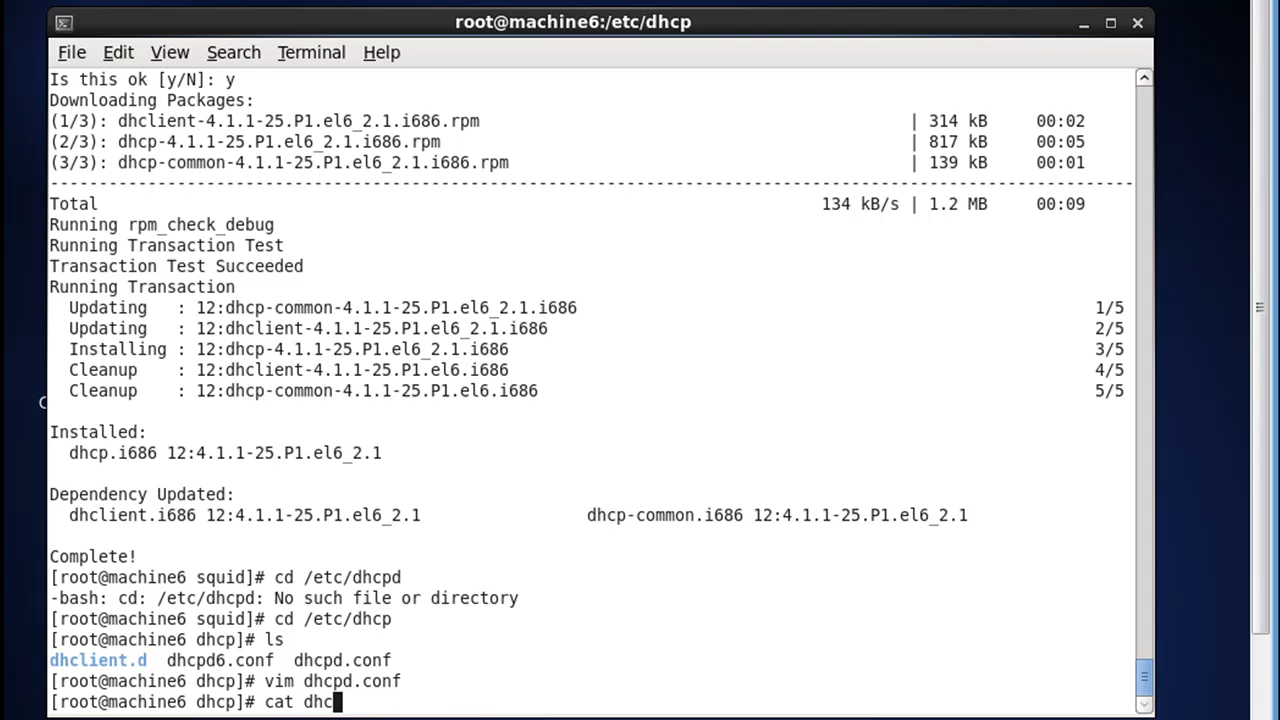 root@machine6:/etc/dhcp
File Edit View Search Terminal Help
Is this ok [y/N]: y
Downloading Packages:
(1/3): dhclient-4.1.1-25.P1.el6_2.1.i686.rpm | 314 kB 00:02
(2/3): dhcp-4.1.1-25.P1.el6_2.1.i686.rpm | 817 kB 00:05
(3/3): dhcp-common-4.1.1-25.P1.el6_2.1.i686.rpm | 139 kB 00:01
--------------------------------------------------------------------------------
Total 134 kB/s | 1.2 MB 00:09
Running rpm_check_debug
Running Transaction Test
Transaction Test Succeeded
Running Transaction
Updating : 12:dhcp-common-4.1.1-25.P1.el6_2.1.i686 1/5
Updating : 12:dhclient-4.1.1-25.P1.el6_2.1.i686 2/5
Installing : 12:dhcp-4.1.1-25.P1.el6_2.1.i686 3/5
Cleanup : 12:dhclient-4.1.1-25.P1.el6.i686 4/5
Cleanup : 12:dhcp-common-4.1.1-25.P1.el6.i686 5/5
Installed:
dhcp.i686 12:4.1.1-25.P1.el6_2.1
Dependency Updated:
dhclient.i686 12:4.1.1-25.P1.el6_2.1 dhcp-common.i686 12:4.1.1-25.P1.el6_2.1
Complete!
[root@machine6 squid]# cd /etc/dhcpd
-bash: cd: /etc/dhcpd: No such file or directory
[root@machine6 squid]# cd /etc/dhcp
[root@machine6 dhcp]# ls
dhclient.d dhcpd6.conf dhcpd.conf
[root@machine6 dhcp]# vim dhcpd.conf
[root@machine6 dhcp]# cat dhc